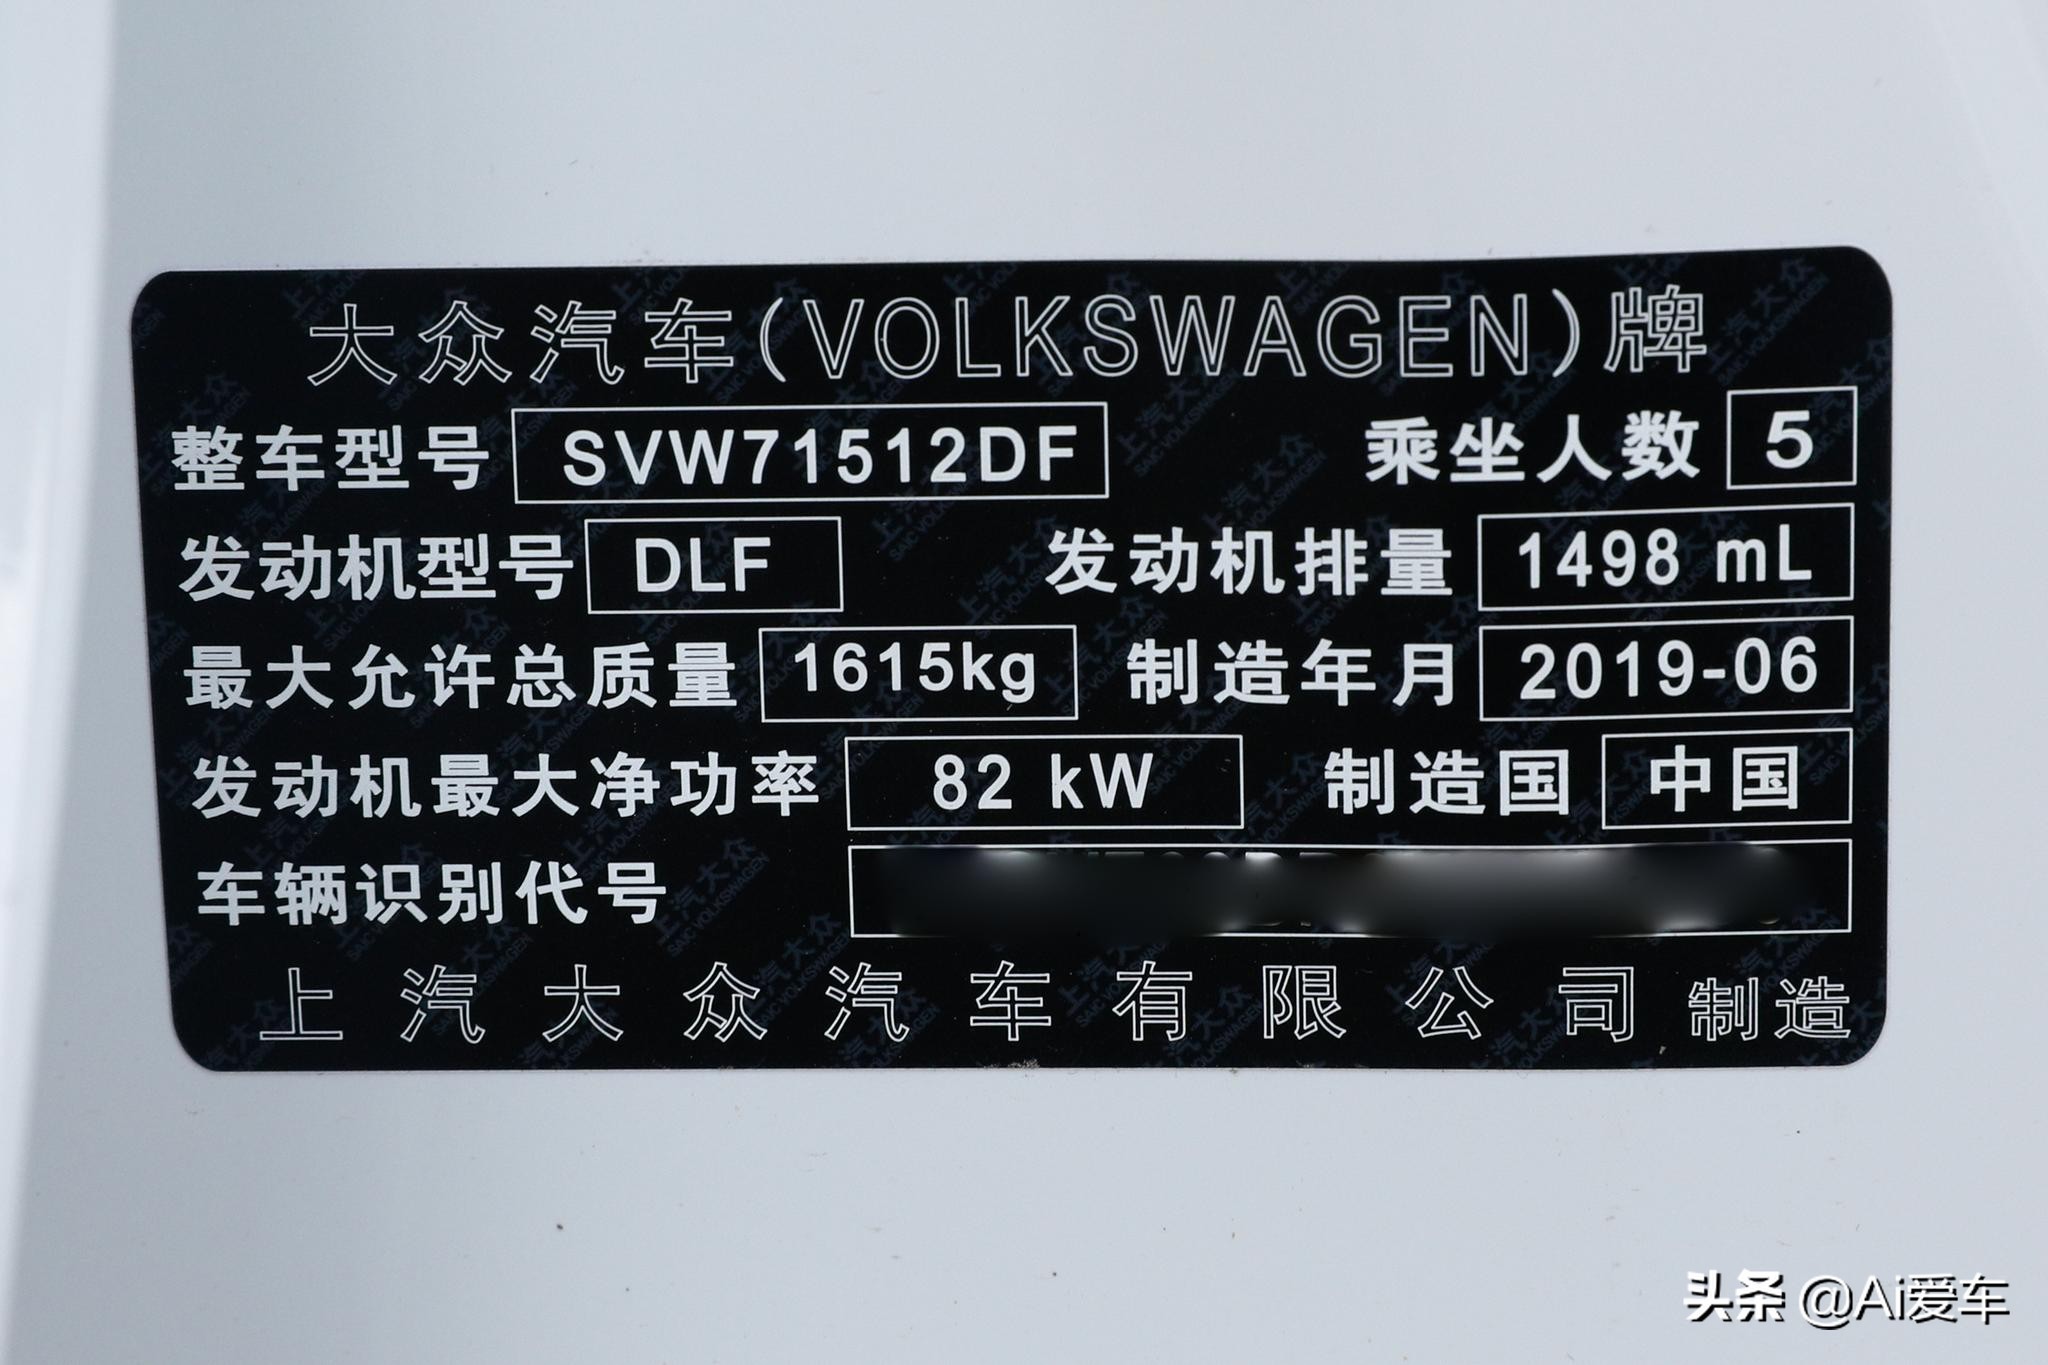 大众汽车(VOLKSWAGEN)牌
整车型号 SVW71512DF 乘坐人数 5
发动机型号 DLF 发动机排量 1498 mL
最大允许总质量 1615kg 制造年月 2019-06
发动机最大净功率 82 kW 制造国 中国
车辆识别代号
上汽大众汽车有限公司 制造
头条 @Ai爱车